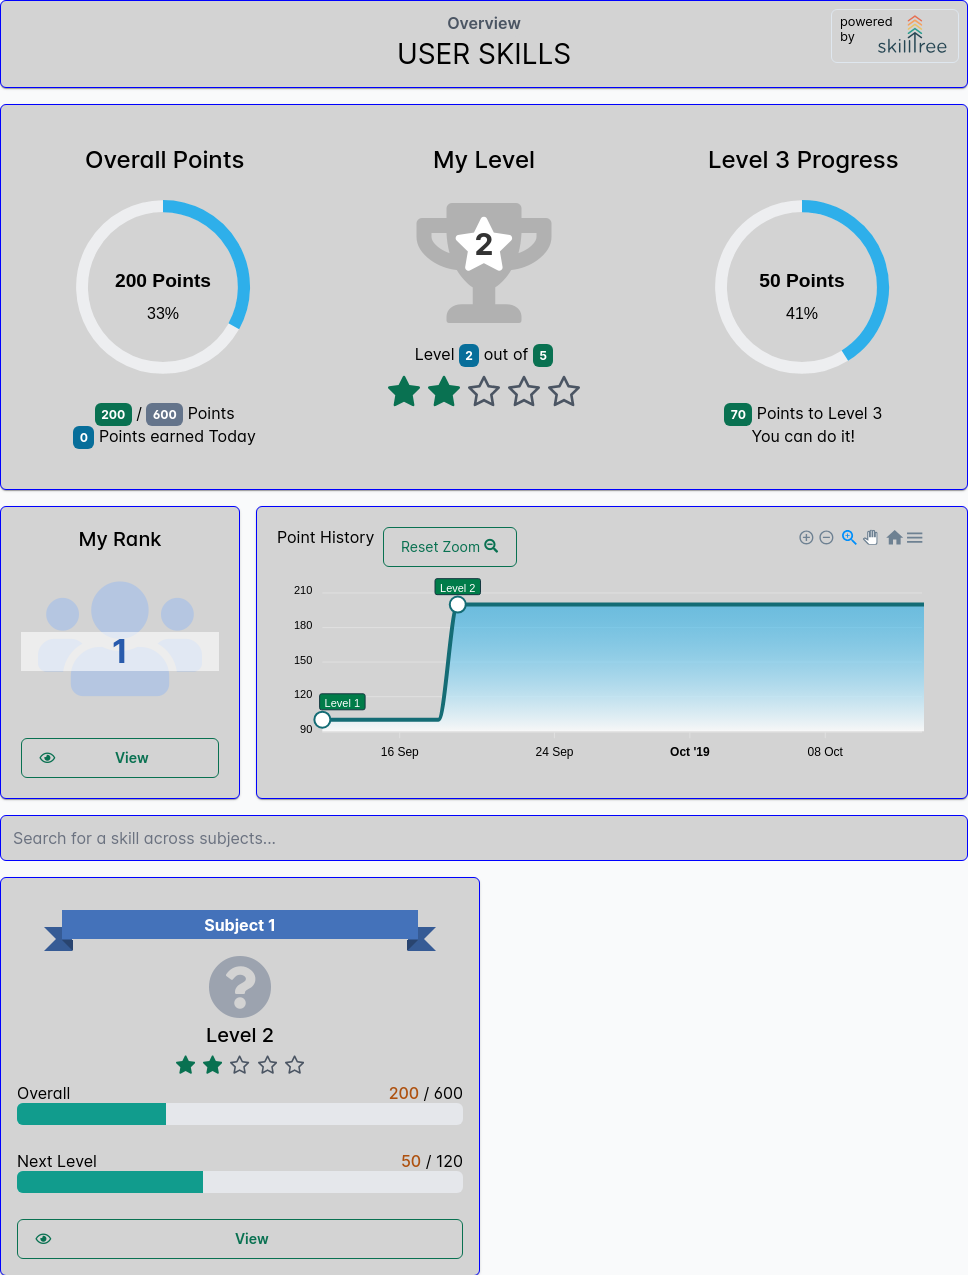 Overview
USER SKILLS
powered
by
skilltree
Overall Points
My Level
Level 3 Progress
200 Points
33%
2
50 Points
41%
Level 2 out of 5
200 / 600 Points
0 Points earned Today
70 Points to Level 3
You can do it!
My Rank
1
View
Point History
Reset Zoom
210
180
150
120
90
Level 2
Level 1
16 Sep
24 Sep
Oct '19
08 Oct
Search for a skill across subjects...
Subject 1
Level 2
Overall
200 / 600
Next Level
50 / 120
View